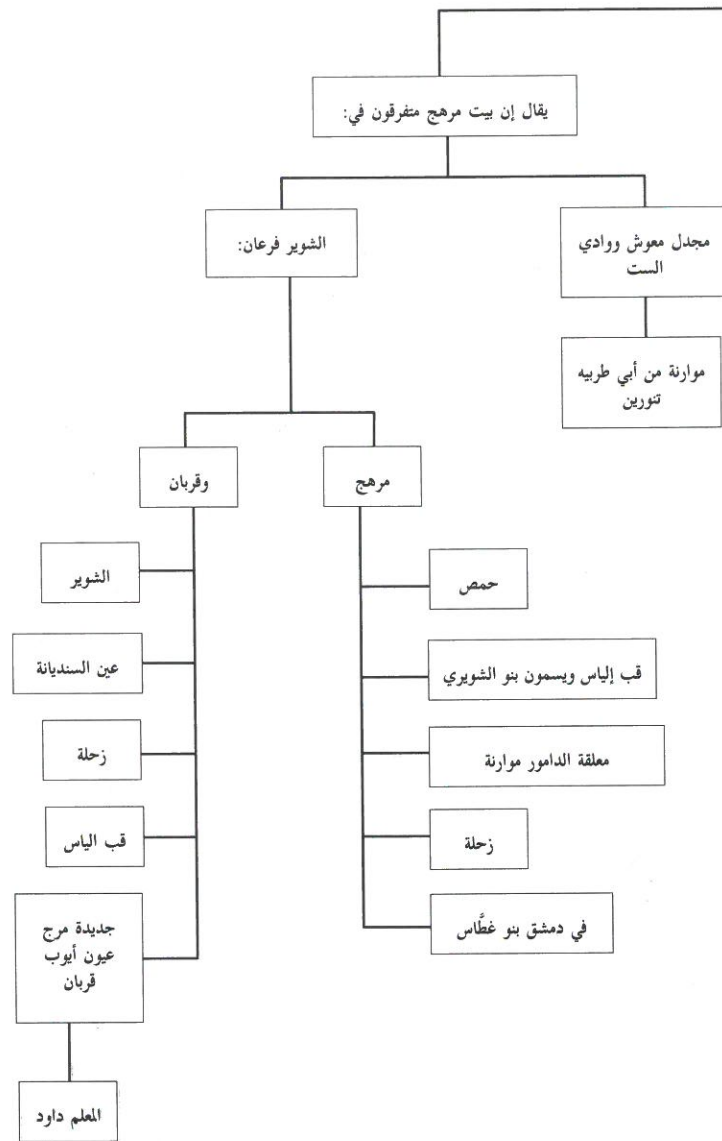 يقال إن بيت مرهج متفرقون في:
مجدل معوش ووادي
الست
موارنة من أبي طربيه
تنورين
الشوير فرعان:
مرهج
حمص
قب إلياس ويسمون بنو الشويري
معلقة الدامور موارنة
زحلة
في دمشق بنو غطَّاس
وقربان
الشوير
عين السنديانة
زحلة
قب الياس
جديدة مرج
عيون أيوب
قربان
المعلم داود